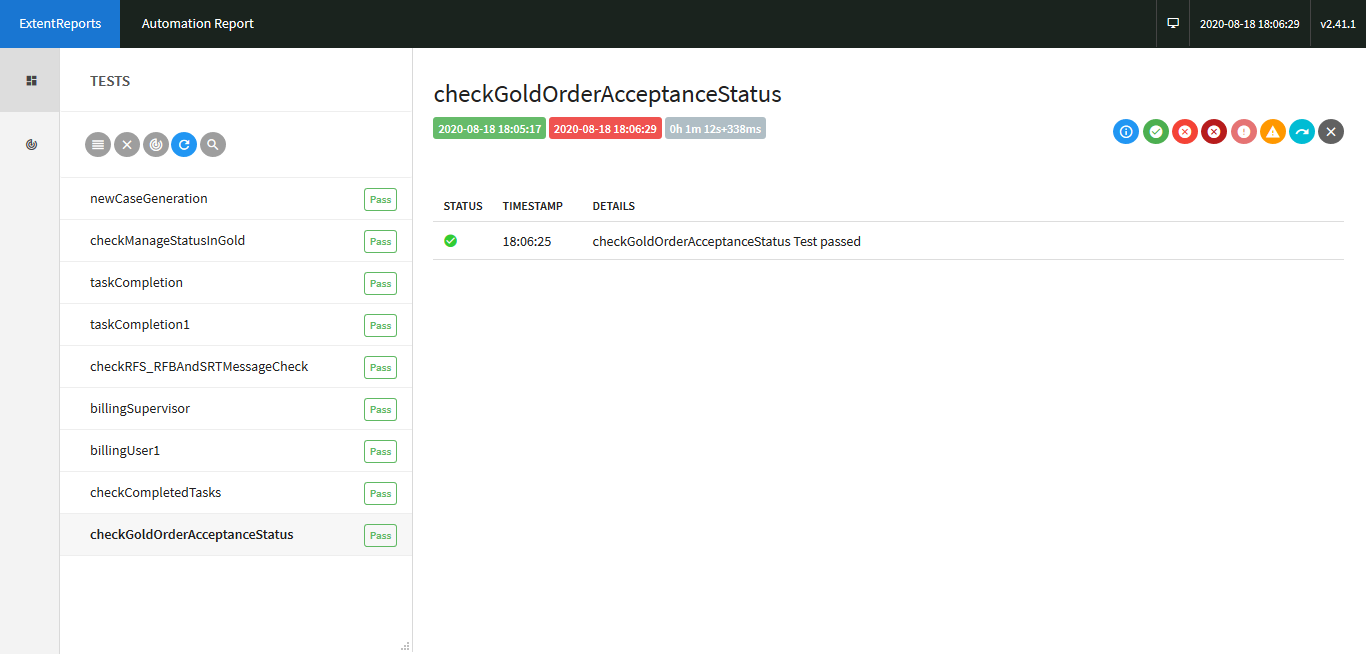 ExtentReports Automation Report 2020-08-18 18:06:29 v2.41.1
TESTS
newCaseGeneration Pass
checkManageStatusInGold Pass
taskCompletion Pass
taskCompletion1 Pass
checkRFS_RFBAndSRTMessageCheck Pass
billingSupervisor Pass
billingUser1 Pass
checkCompletedTasks Pass
checkGoldOrderAcceptanceStatus Pass
checkGoldOrderAcceptanceStatus
2020-08-18 18:05:17 2020-08-18 18:06:29 0h 1m 12s+338ms
STATUS TIMESTAMP DETAILS
18:06:25 checkGoldOrderAcceptanceStatus Test passed